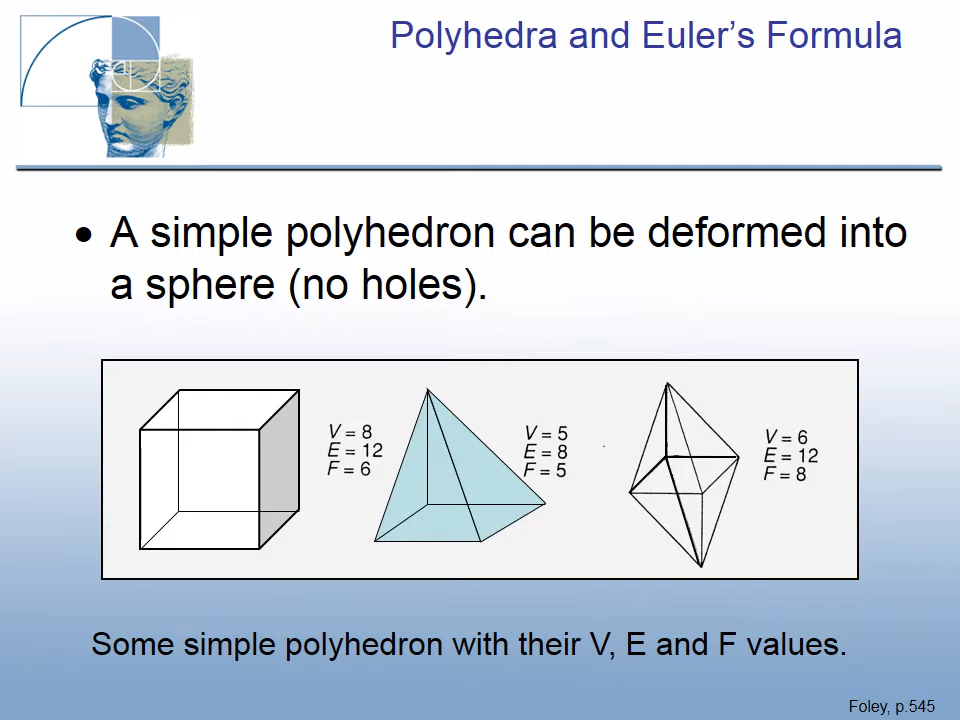 Polyhedra and Euler’s Formula
• A simple polyhedron can be deformed into
a sphere (no holes).
V = 8
E = 12
F = 6
V = 5
E = 8
F = 5
V = 6
E = 12
F = 8
Some simple polyhedron with their V, E and F values.
Foley, p.545